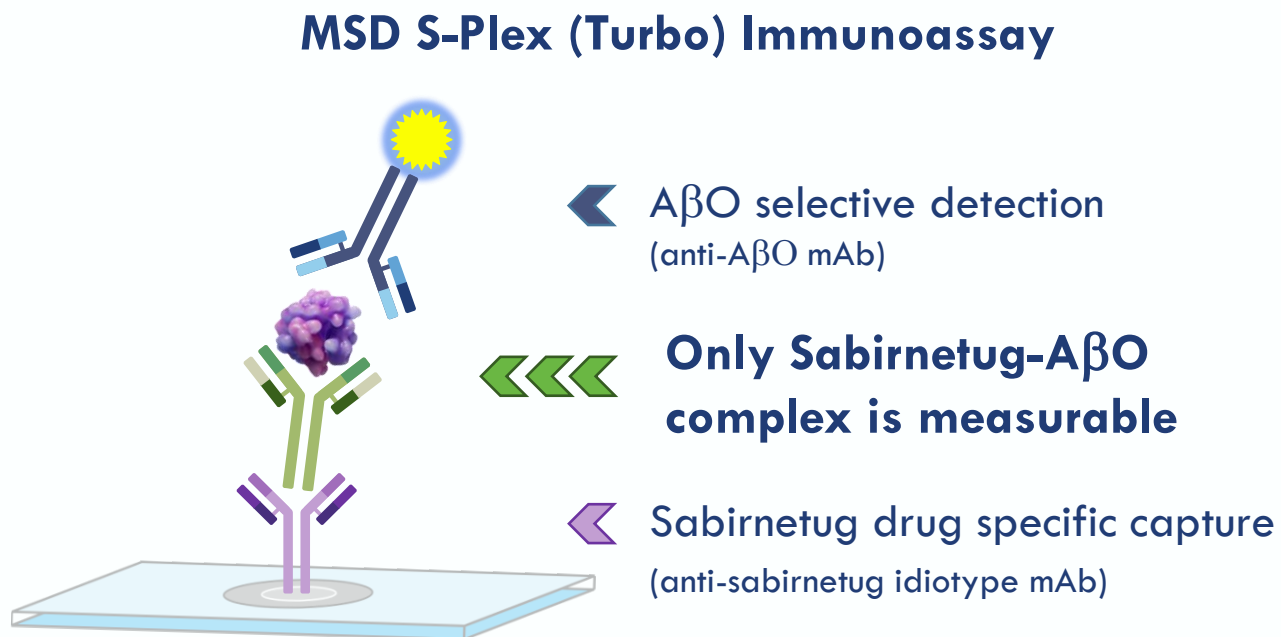 MSD S-Plex (Turbo) Immunoassay
AβO selective detection
(anti-AβO mAb)
Only Sabirnetug-AβO
complex is measurable
Sabirnetug drug specific capture
(anti-sabirnetug idiotype mAb)